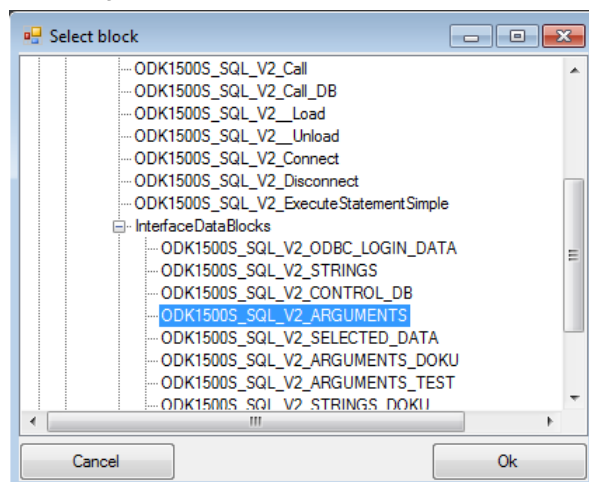 Select block
ODK1500S_SQL_V2_Call
ODK1500S_SQL_V2_Call_DB
ODK1500S_SQL_V2__Load
ODK1500S_SQL_V2__Unload
ODK1500S_SQL_V2_Connect
ODK1500S_SQL_V2_Disconnect
ODK1500S_SQL_V2_ExecuteStatementSimple
InterfaceDataBlocks
ODK1500S_SQL_V2_ODBC_LOGIN_DATA
ODK1500S_SQL_V2_STRINGS
ODK1500S_SQL_V2_CONTROL_DB
ODK1500S_SQL_V2_ARGUMENTS
ODK1500S_SQL_V2_SELECTED_DATA
ODK1500S_SQL_V2_ARGUMENTS_DOKU
ODK1500S_SQL_V2_ARGUMENTS_TEST
ODK1500S_SQL_V2_STRINGS_DOKU
Cancel
Ok